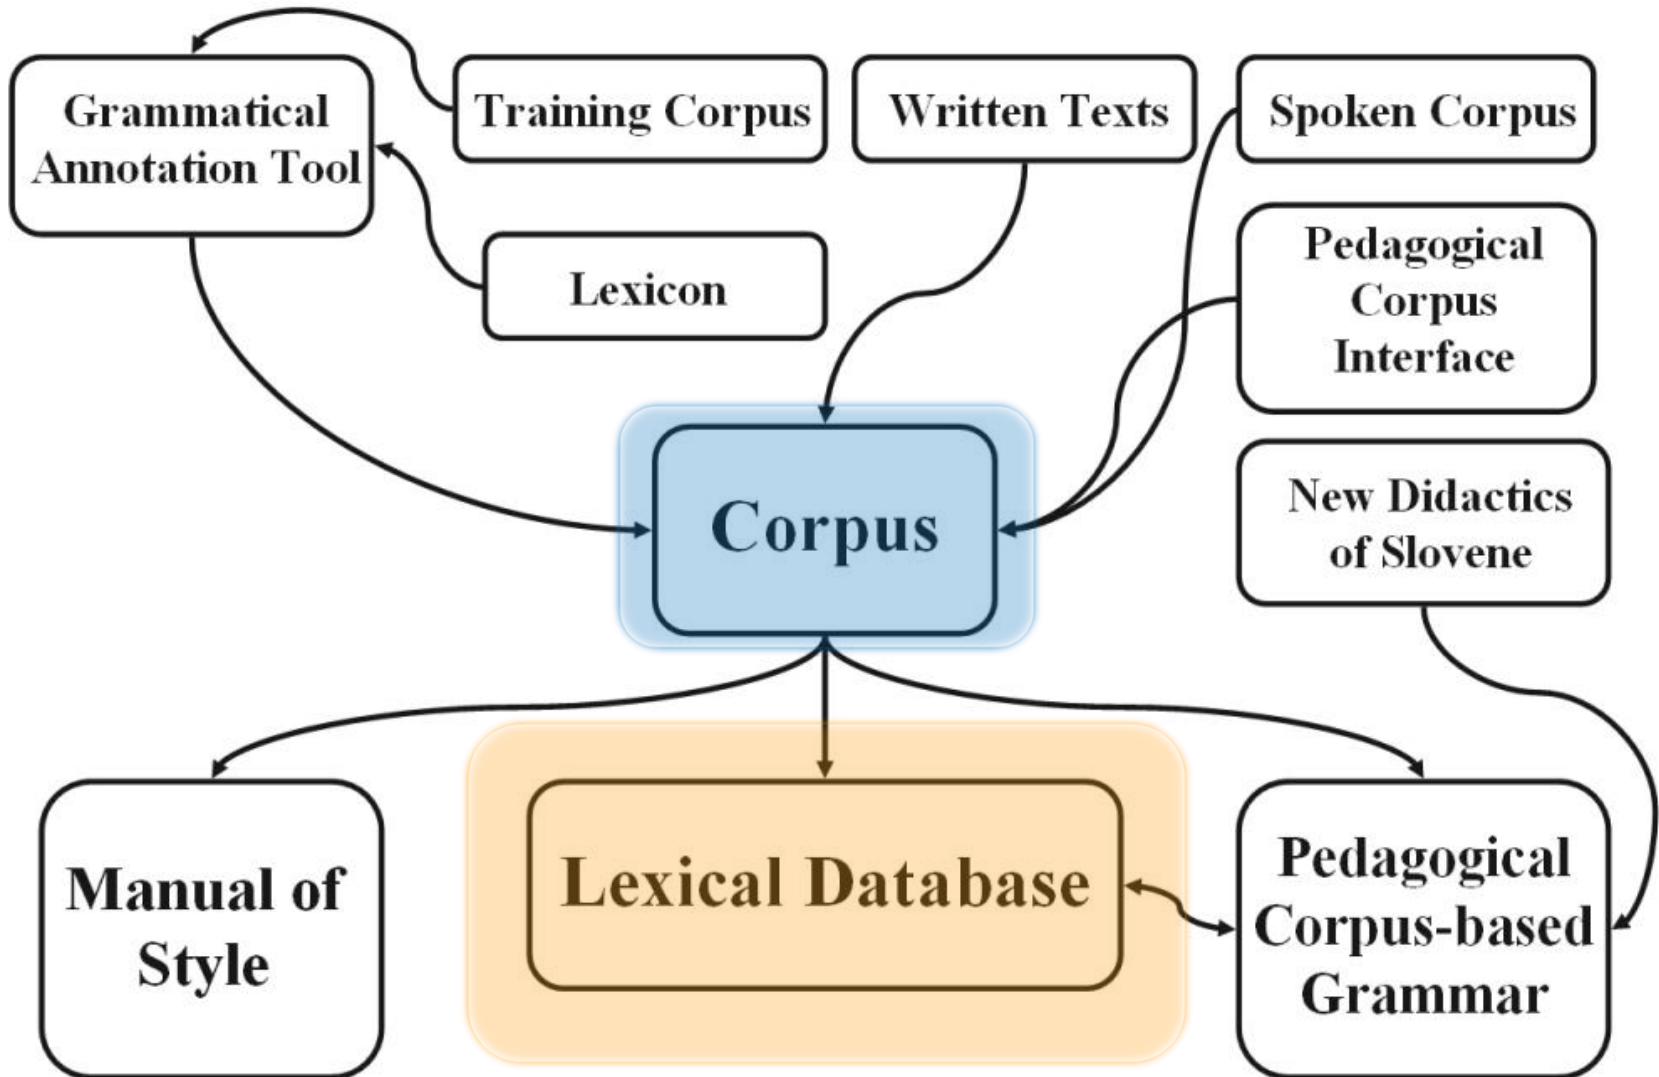 Grammatical
Annotation Tool
Training Corpus
Written Texts
Spoken Corpus
Lexicon
Pedagogical
Corpus
Interface
Corpus
New Didactics
of Slovene
Manual of
Style
Lexical Database
Pedagogical
Corpus-based
Grammar